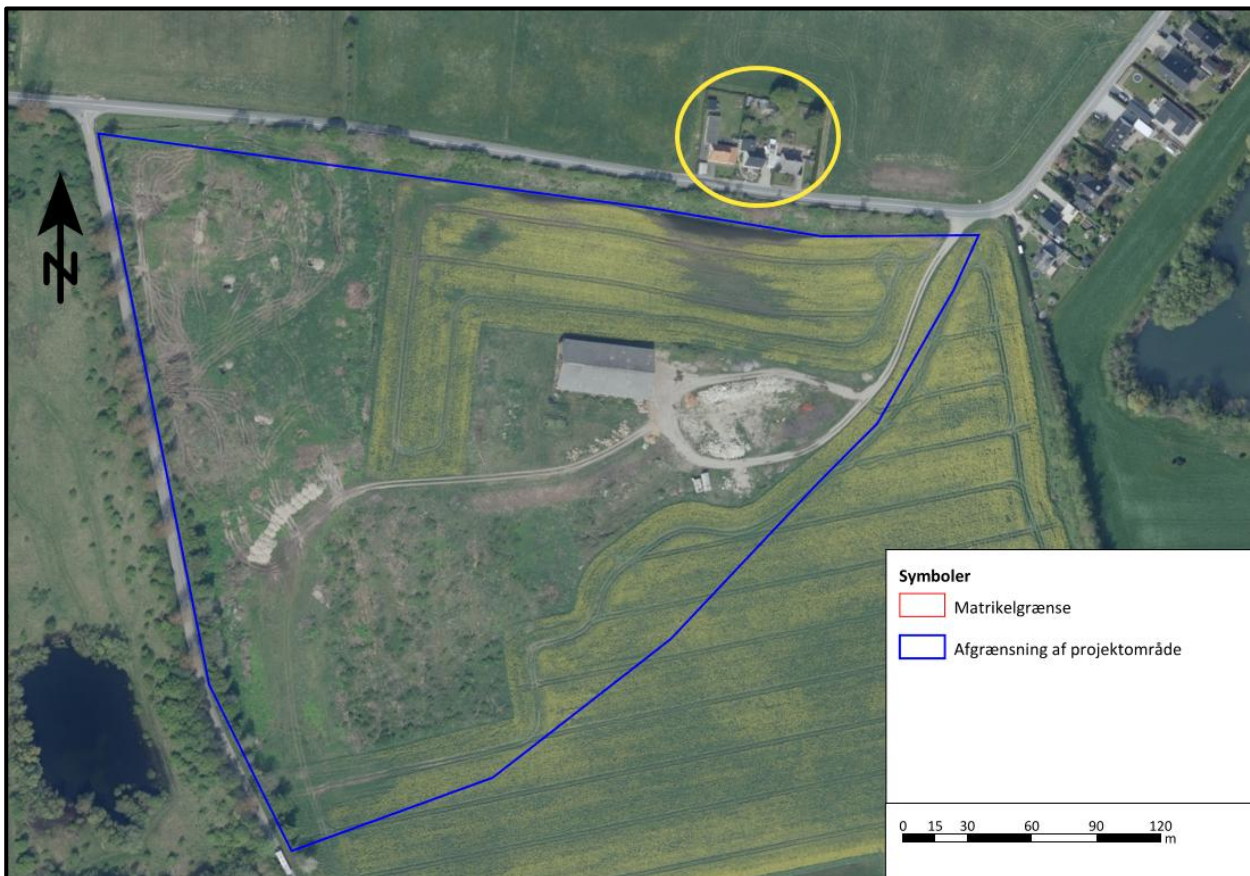 N
Symboler
Matrikelgrænse
Afgrænsning af projektområde
0 15 30 60 90 120
m